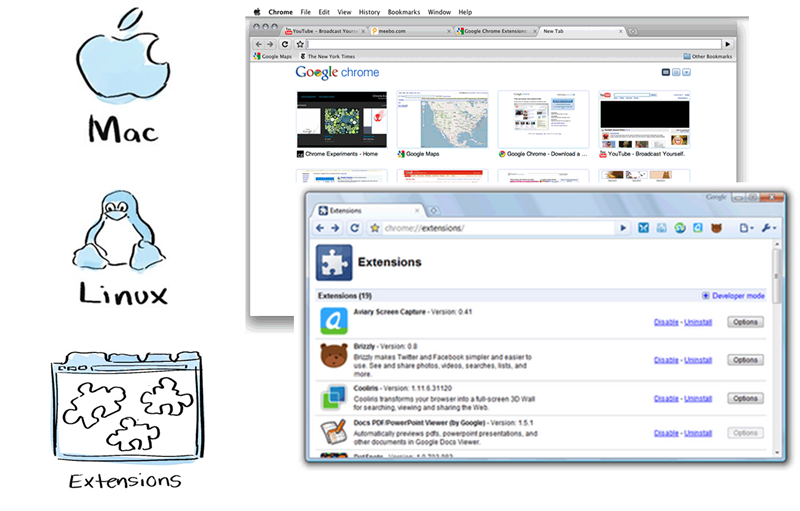 Mac
Linux
Extensions
Chrome File Edit View History Bookmarks Window Help
YouTube - Broadcast Yourself. meebo.com Google Chrome Extensions New Tab
Google Maps The New York Times Other Bookmarks
Google chrome
Chrome Experiments - Home Google Maps Google Chrome - Download a ... YouTube - Broadcast Yourself.
Google
Extensions
chrome://extensions/
Extensions
Extensions (19) Developer mode
Aviary Screen Capture - Version: 0.41
Disable - Uninstall Options
Brizzly - Version: 0.8
Brizzly makes Twitter and Facebook simpler and easier to
use. See and share photos, videos, searches, lists, and
more.
Disable - Uninstall Options
Cooliris - Version: 1.11.6.31120
Cooliris transforms your browser into a full-screen 3D Wall
for searching, viewing and sharing the Web.
Disable - Uninstall Options
Docs PDF/PowerPoint Viewer (by Google) - Version: 1.5.1
Automatically previews pdfs, powerpoint presentations, and
other documents in Google Docs Viewer.
Disable - Uninstall Options